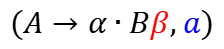 (A → α · Bβ, a)